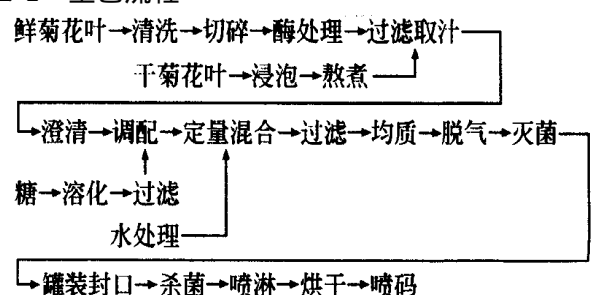 鲜菊花叶→清洗→切碎→酶处理→过滤取汁
干菊花叶→浸泡→熬煮
澄清→调配→定量混合→过滤→均质→脱气→灭菌
糖→溶化→过滤
水处理
罐装封口→杀菌→喷淋→烘干→喷码